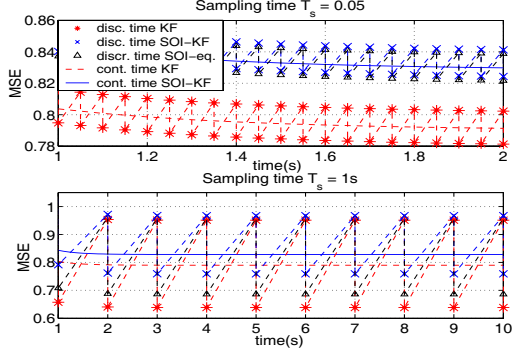 Sampling time Ts = 0.05
MSE
0.86
0.84
0.82
0.8
0.78
disc. time KF
disc. time SOI-KF
discr. time SOI-eq.
cont. time KF
cont. time SOI-KF
1 1.2 1.4 1.6 1.8 2
time(s)
Sampling time Ts = 1s
MSE
1
0.9
0.8
0.7
0.6
1 2 3 4 5 6 7 8 9 10
time(s)